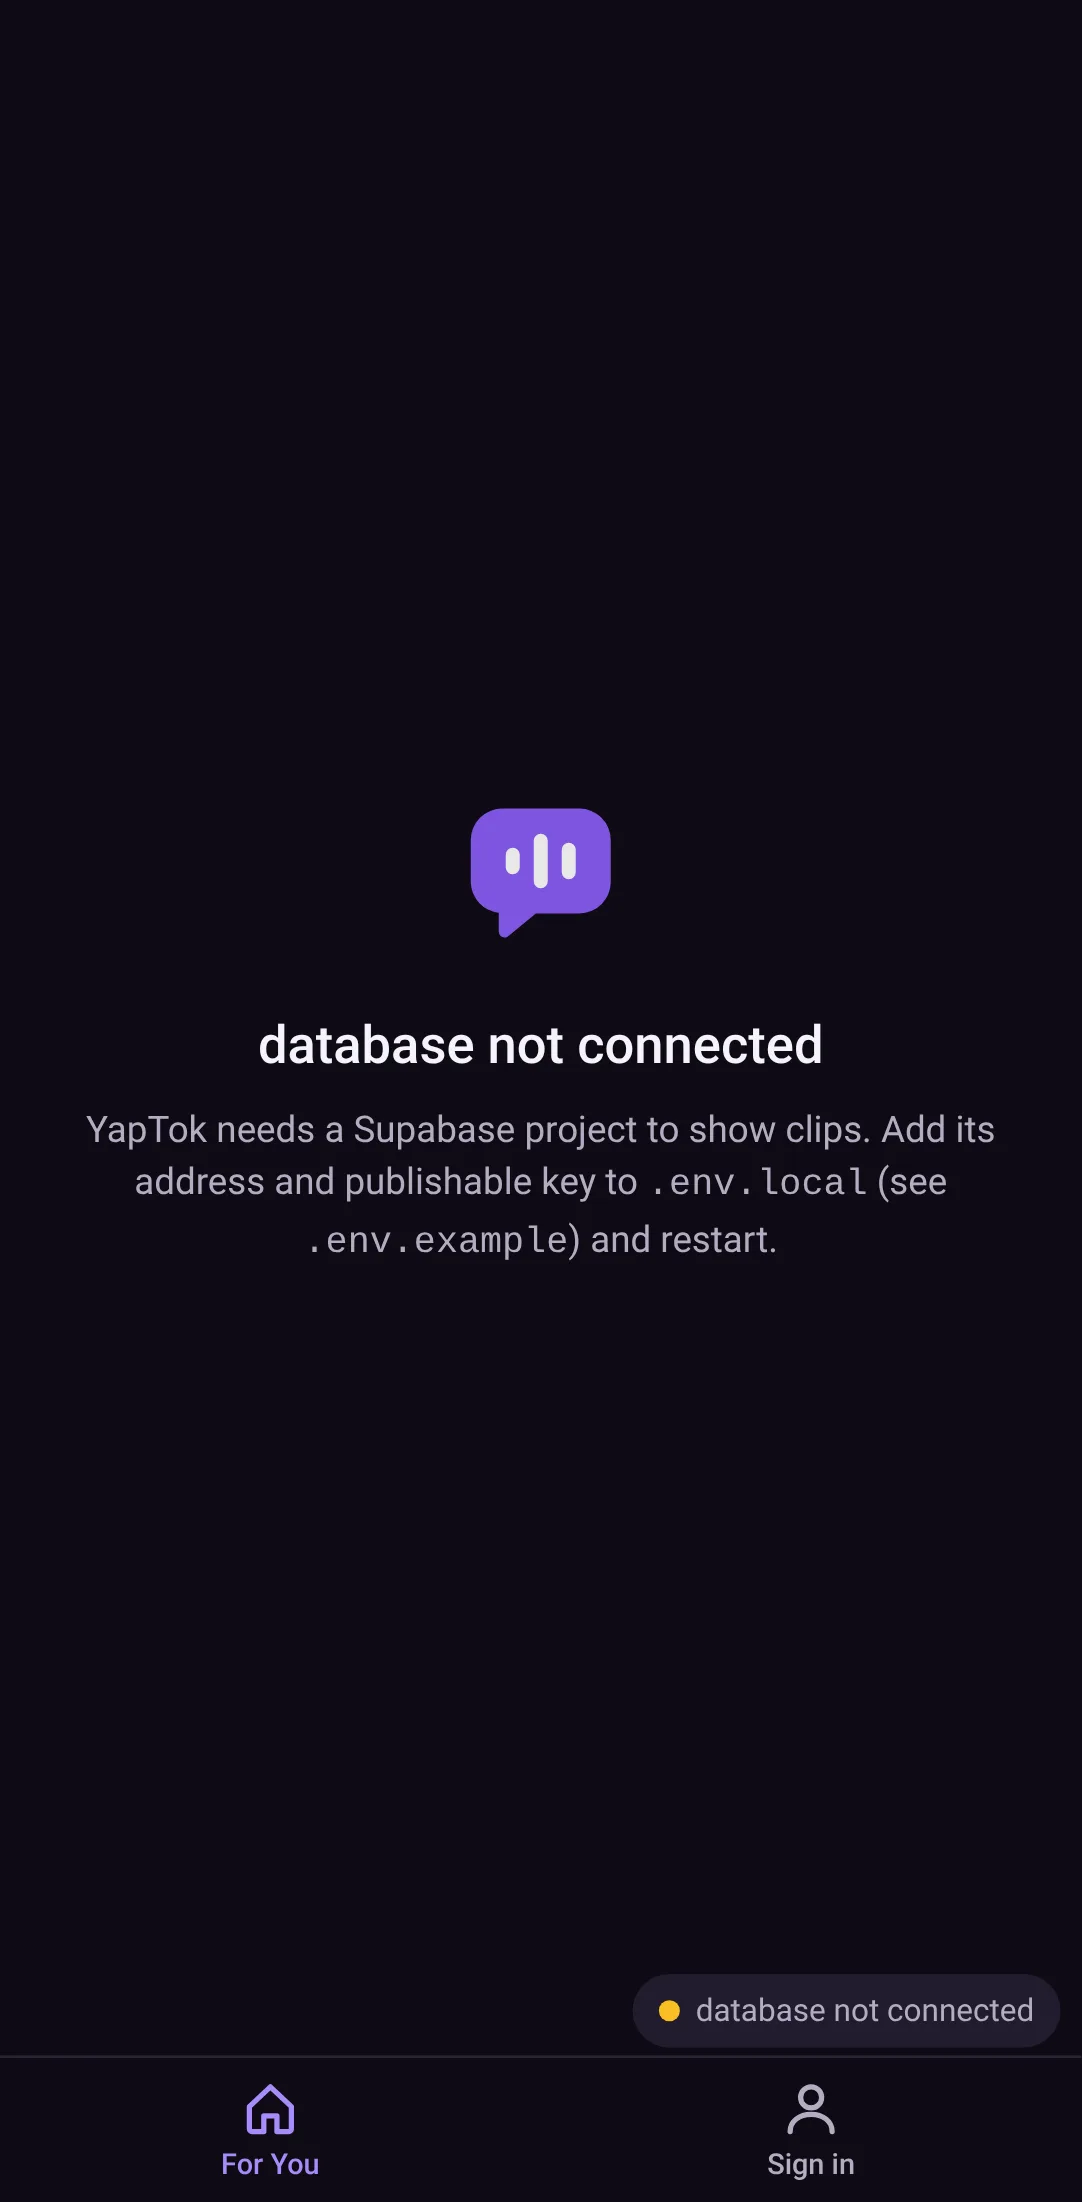 database not connected
YapTok needs a Supabase project to show clips. Add its
address and publishable key to .env.local (see
.env.example) and restart.
database not connected
For You
Sign in